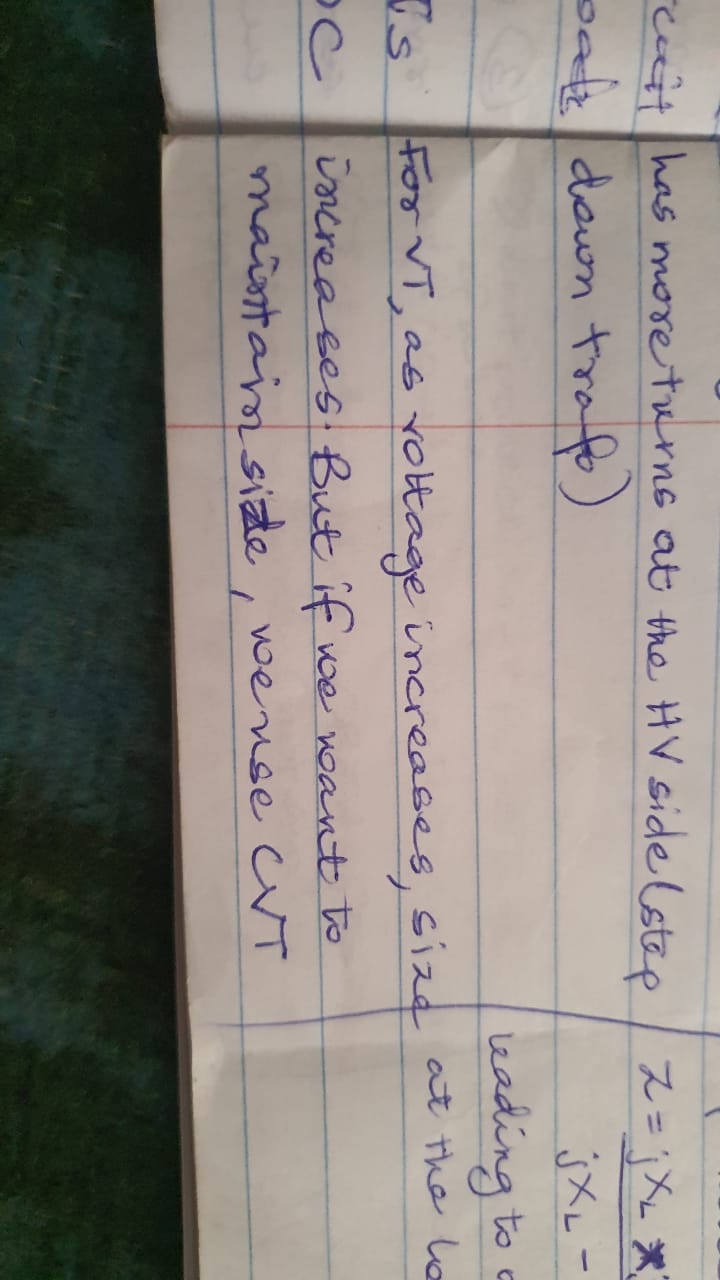 has more turns at the HV side (step
down trafo)
For VT, as voltage increases, size
increases. But if we want to
maintain size, we use CVT
Ts
C
Z = jXL
jXL -
leading to
at the